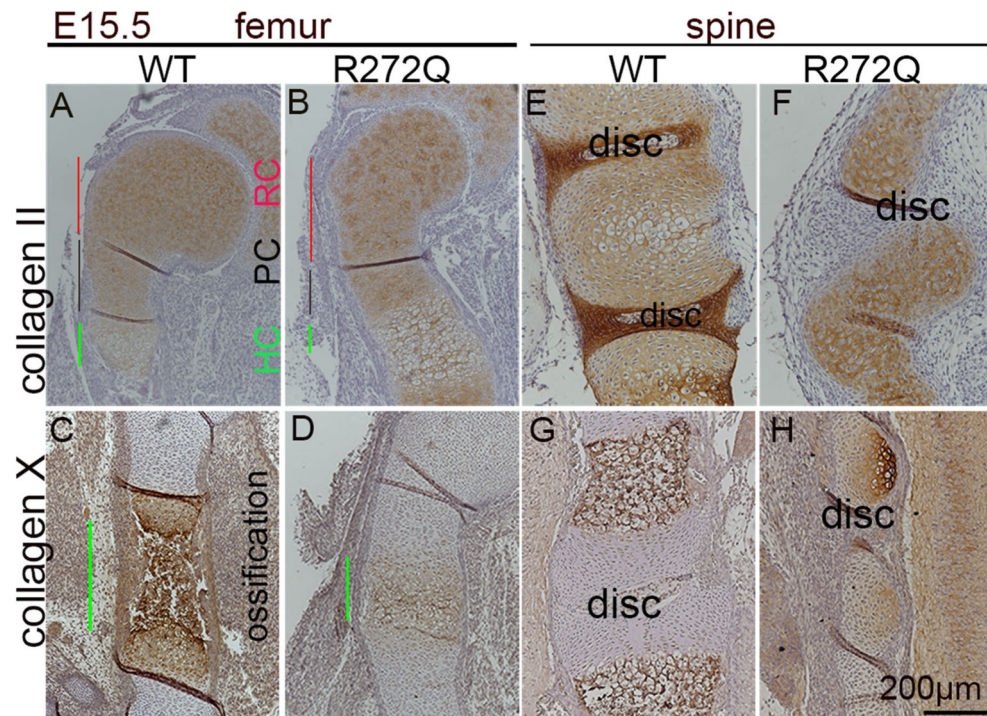 E15.5 femur spine
WT R272Q WT R272Q
collagen II
A B E F
RC
PC
HC
disc
disc
disc
collagen X
C D G H
ossification
disc
disc
200μm